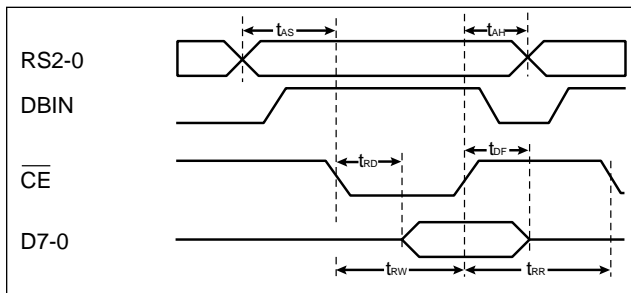 tAS
tAH
RS2-0
DBIN
tRD
tDF
CE
D7-0
tRW
tRR